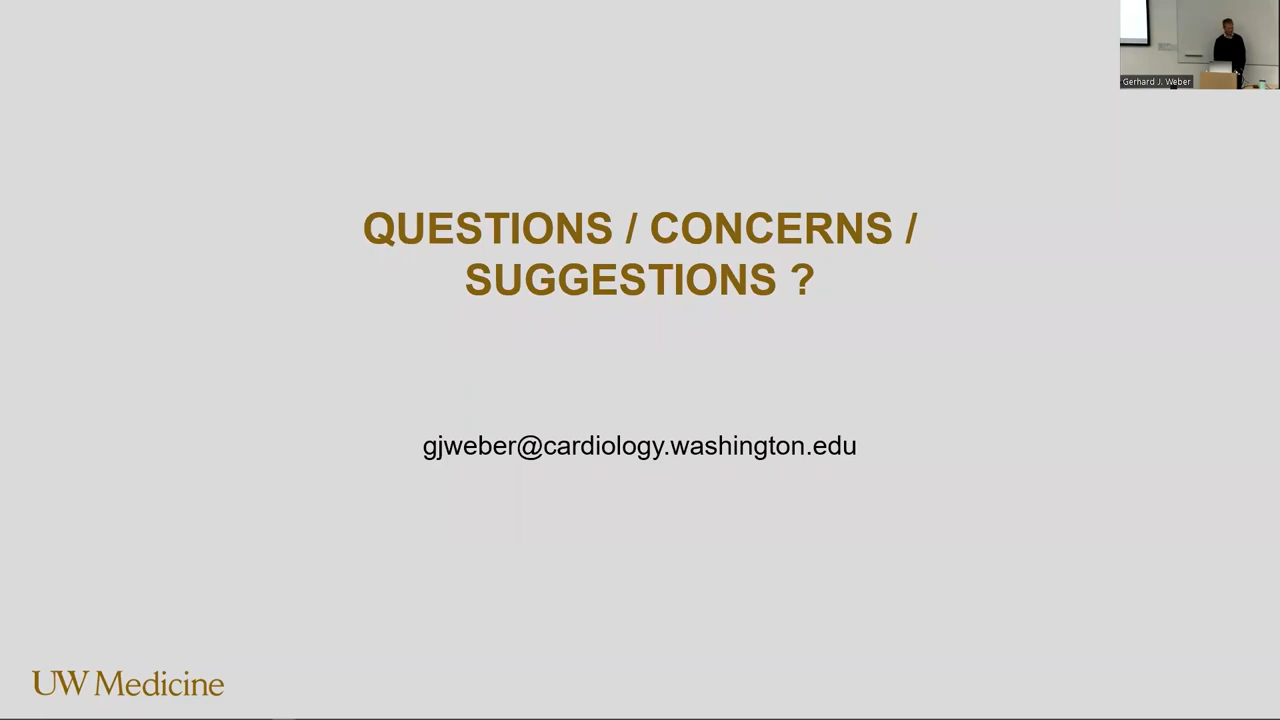 Gerhard J. Weber
QUESTIONS / CONCERNS /
SUGGESTIONS ?
gjweber@cardiology.washington.edu
UW Medicine